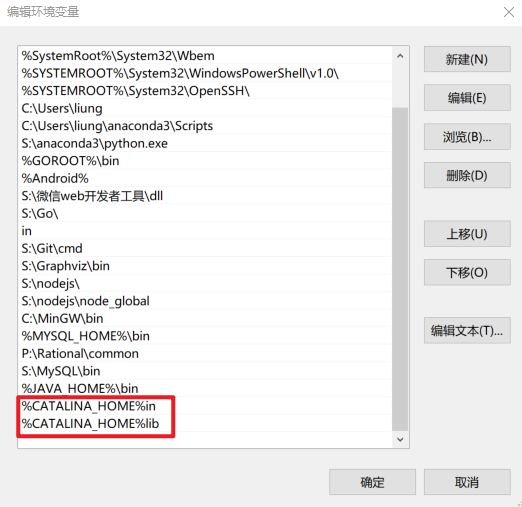 编辑环境变量
%SystemRoot%\System32\Wbem
%SYSTEMROOT%\System32\WindowsPowerShell\v1.0\
%SYSTEMROOT%\System32\OpenSSH\
C:\Users\liung
C:\Users\liung\anaconda3\Scripts
S:\anaconda3\python.exe
%GOROOT%\bin
%Android%
S:\微信web开发者工具\dll
S:\Go\
in
S:\Git\cmd
S:\Graphviz\bin
S:\nodejs\
S:\nodejs\node_global
C:\MinGW\bin
%MYSQL_HOME%\bin
P:\Rational\common
S:\MySQL\bin
%JAVA_HOME%\bin
%CATALINA_HOME%in
%CATALINA_HOME%lib
新建(N)
编辑(E)
浏览(B)...
删除(D)
上移(U)
下移(O)
编辑文本(T)...
确定
取消